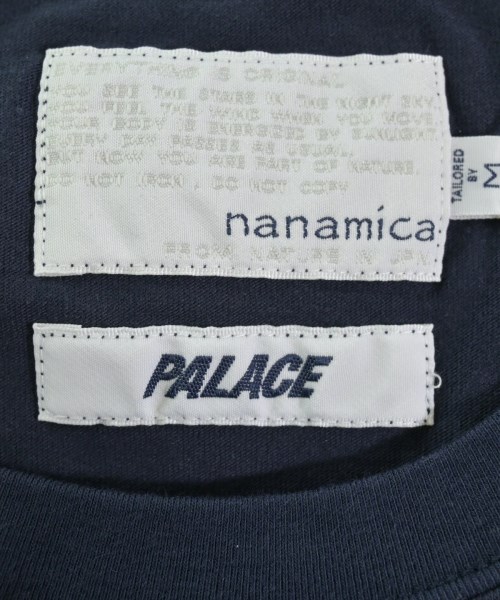 EVERYTHING IS ORIGINAL
YOU SEE THE STARS IN THE NIGHT SKY.
YOU FEEL THE WIND WHEN YOU MOVE.
YOUR BODY IS ENERGIZED BY SUNLIGHT.
EVERY DAY PASSES AS USUAL.
BUT NOW YOU ARE PART OF NATURE.
DO NOT IRON, DO NOT COPY
nanamica
FROM NATURE IN JPN
TAILORED
BY
M
PALACE